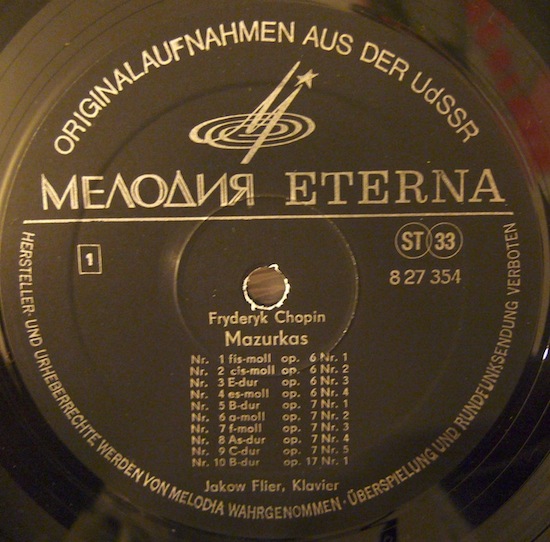 ORIGINALAUFNAHMEN AUS DER UdSSR
МЕЛОДИЯ ETERNA
1
ST 33
8 27 354
Fryderyk Chopin
Mazurkas
Nr. 1 fis-moll op. 6 Nr. 1
Nr. 2 cis-moll op. 6 Nr. 2
Nr. 3 E-dur op. 6 Nr. 3
Nr. 4 es-moll op. 6 Nr. 4
Nr. 5 B-dur op. 7 Nr. 1
Nr. 6 a-moll op. 7 Nr. 2
Nr. 7 f-moll op. 7 Nr. 3
Nr. 8 As-dur op. 7 Nr. 4
Nr. 9 C-dur op. 7 Nr. 5
Nr. 10 B-dur op. 17 Nr. 1
Jakow Flier, Klavier
HERSTELLER- UND URHEBERRECHTE WERDEN VON MELODIA WAHRGENOMMEN · ÜBERSPIELUNG UND RUNDFUNKSENDUNG VERBOTEN